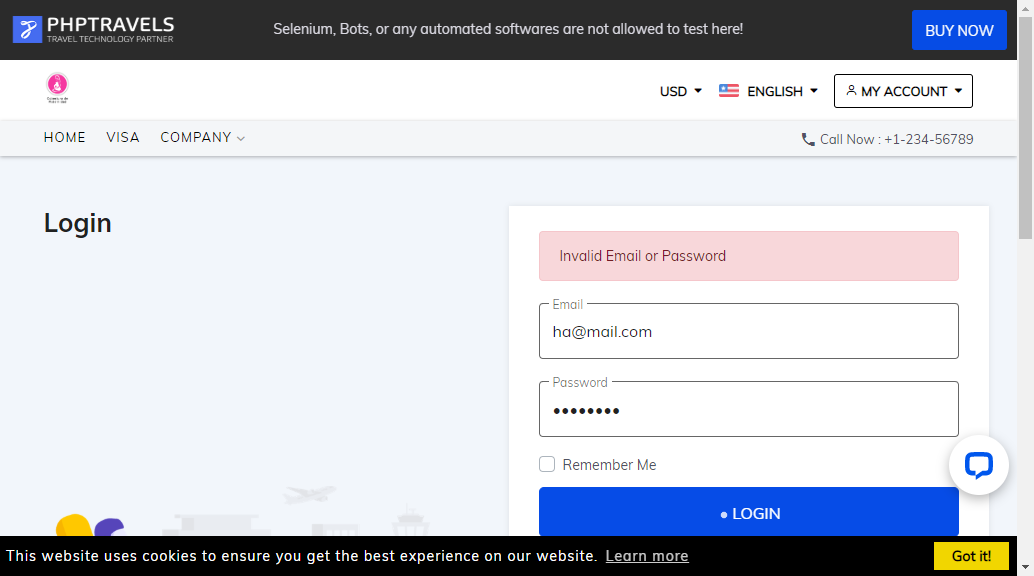 PHPTRAVELS
TRAVEL TECHNOLOGY PARTNER
Selenium, Bots, or any automated softwares are not allowed to test here!
BUY NOW
USD
ENGLISH
MY ACCOUNT
HOME
VISA
COMPANY
Call Now : +1-234-56789
Login
Invalid Email or Password
Email
ha@mail.com
Password
••••••••
Remember Me
LOGIN
This website uses cookies to ensure you get the best experience on our website. Learn more
Got it!